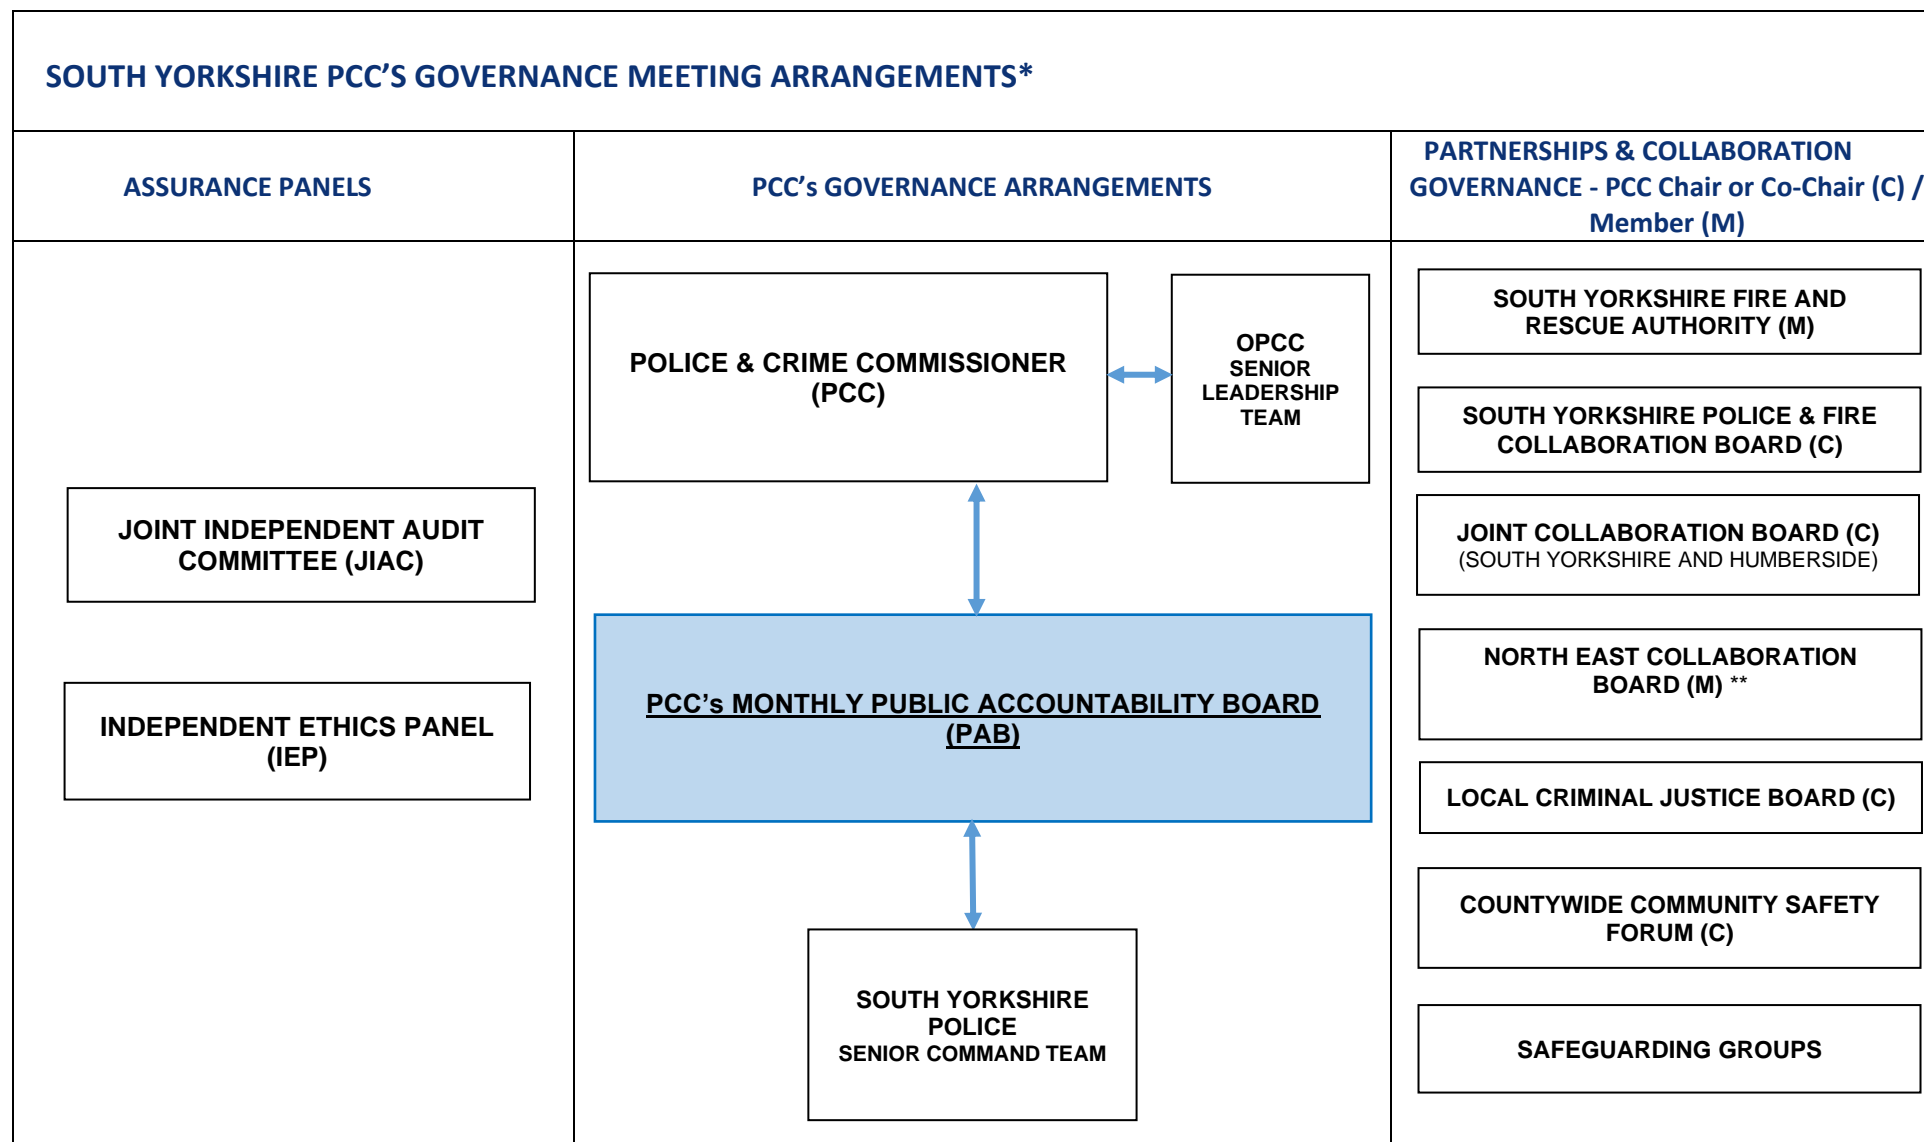 SOUTH YORKSHIRE PCC’S GOVERNANCE MEETING ARRANGEMENTS*
ASSURANCE PANELS
PCC’s GOVERNANCE ARRANGEMENTS
PARTNERSHIPS & COLLABORATION
GOVERNANCE - PCC Chair or Co-Chair (C) /
Member (M)
JOINT INDEPENDENT AUDIT
COMMITTEE (JIAC)
INDEPENDENT ETHICS PANEL
(IEP)
POLICE & CRIME COMMISSIONER
(PCC)
OPCC
SENIOR
LEADERSHIP
TEAM
PCC’s MONTHLY PUBLIC ACCOUNTABILITY BOARD
(PAB)
SOUTH YORKSHIRE
POLICE
SENIOR COMMAND TEAM
SOUTH YORKSHIRE FIRE AND
RESCUE AUTHORITY (M)
SOUTH YORKSHIRE POLICE & FIRE
COLLABORATION BOARD (C)
JOINT COLLABORATION BOARD (C)
(SOUTH YORKSHIRE AND HUMBERSIDE)
NORTH EAST COLLABORATION
BOARD (M) **
LOCAL CRIMINAL JUSTICE BOARD (C)
COUNTYWIDE COMMUNITY SAFETY
FORUM (C)
SAFEGUARDING GROUPS